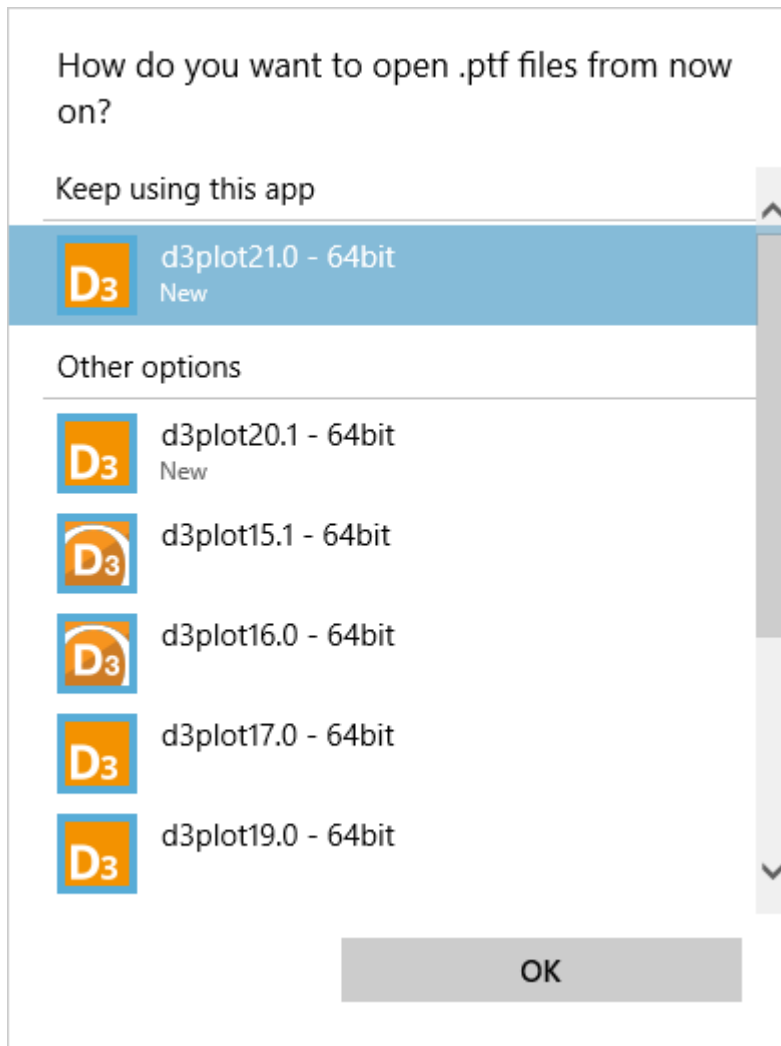 How do you want to open .ptf files from now
on?
Keep using this app
D3
d3plot21.0 - 64bit
New
Other options
D3
d3plot20.1 - 64bit
New
D3
d3plot15.1 - 64bit
D3
d3plot16.0 - 64bit
D3
d3plot17.0 - 64bit
D3
d3plot19.0 - 64bit
OK